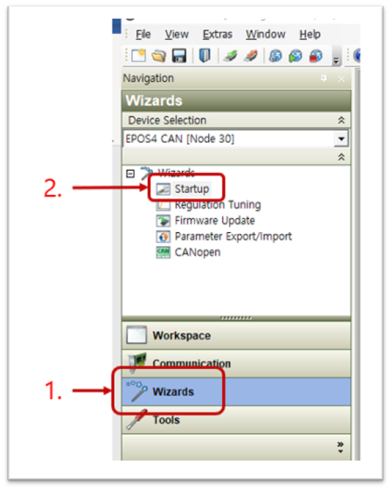 File View Extras Window Help
Navigation
Wizards
Device Selection
EPOS4 CAN [Node 30]
Wizards
2. Startup
Regulation Tuning
Firmware Update
Parameter Export/Import
CANopen
Workspace
Communication
1. Wizards
Tools